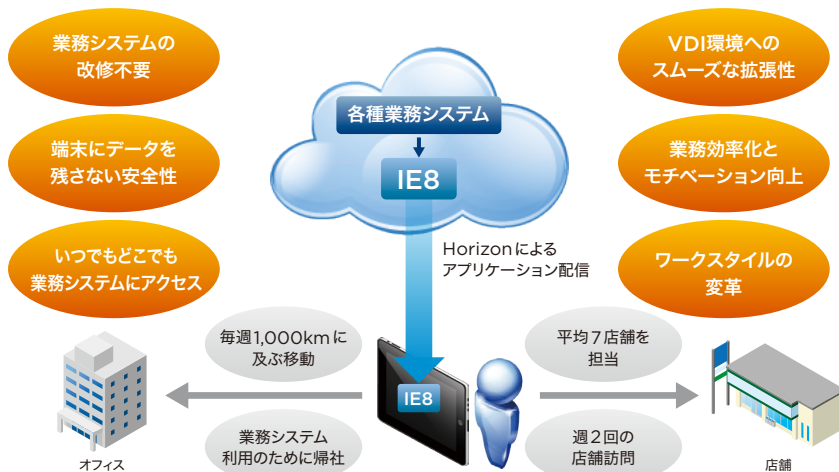 業務システムの
改修不要
端末にデータを
残さない安全性
いつでもどこでも
業務システムにアクセス
各種業務システム
IE8
Horizonによる
アプリケーション配信
VDI環境への
スムーズな拡張性
業務効率化と
モチベーション向上
ワークスタイルの
変革
毎週1,000kmに
及ぶ移動
業務システム
利用のために帰社
オフィス
IE8
平均7店舗を
担当
週2回の
店舗訪問
店舗